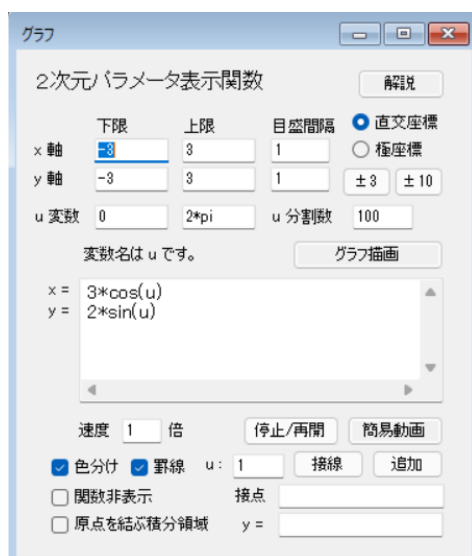 グラフ
2次元パラメータ表示関数 解説
下限 上限 目盛間隔 直交座標
x 軸 -3 3 1 極座標
y 軸 -3 3 1 ±3 ±10
u 変数 0 2*pi u 分割数 100
変数名は u です。 グラフ描画
x = 3*cos(u)
y = 2*sin(u)
速度 1 倍 停止/再開 簡易動画
色分け 罫線 u: 1 接線 追加
関数非表示 接点
原点を結ぶ積分領域 y =